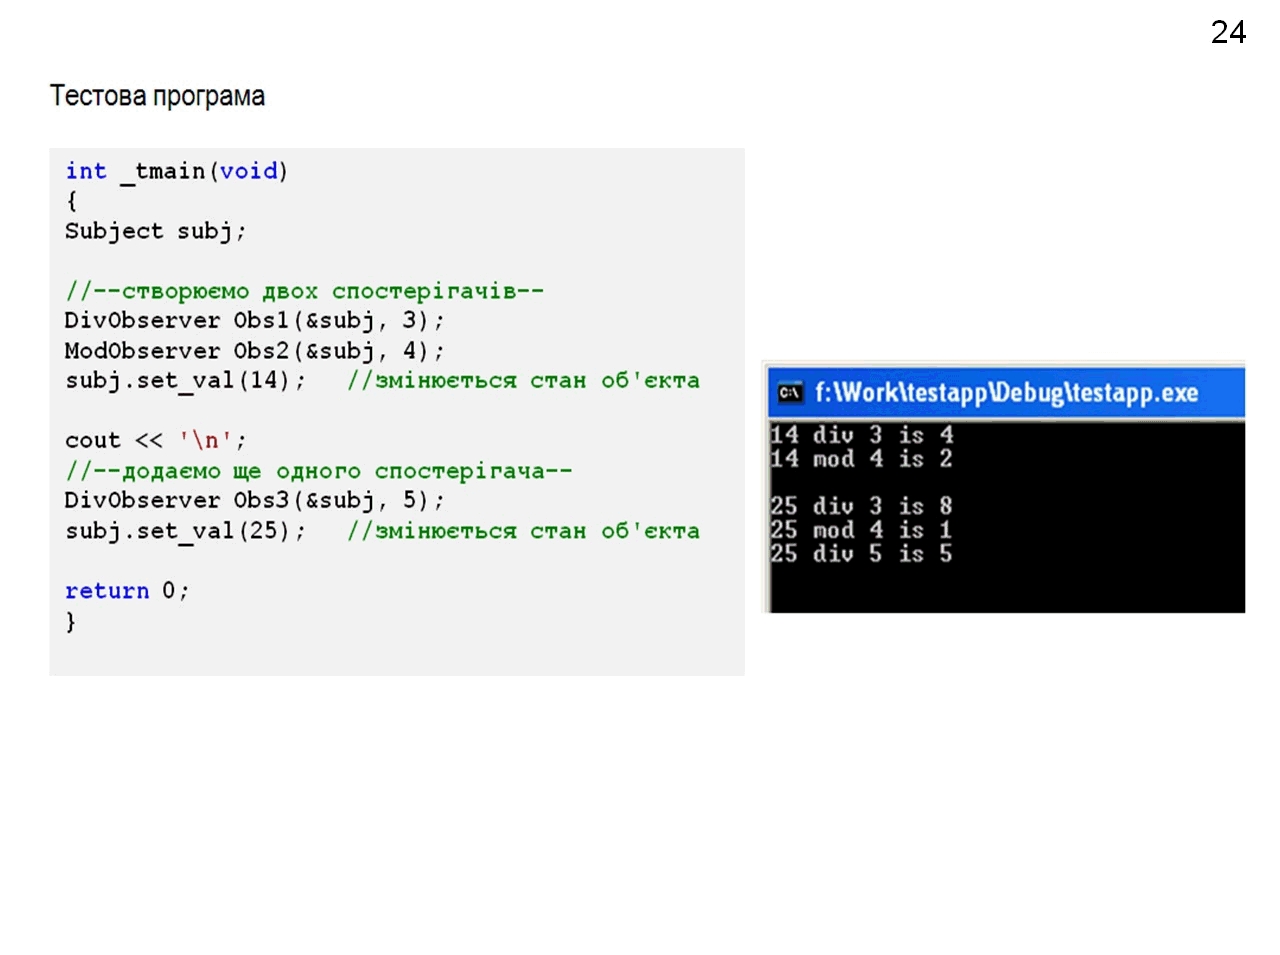 24
Тестова програма
int _tmain(void)
{
Subject subj;
//--створюємо двох спостерігачів--
DivObserver Obs1(&subj, 3);
ModObserver Obs2(&subj, 4);
subj.set_val(14);   //змінюється стан об'єкта
cout << '\n';
//--додаємо ще одного спостерігача--
DivObserver Obs3(&subj, 5);
subj.set_val(25);   //змінюється стан об'єкта
return 0;
}
C:\ f:\Work\testapp\Debug\testapp.exe
14 div 3 is 4
14 mod 4 is 2
25 div 3 is 8
25 mod 4 is 1
25 div 5 is 5